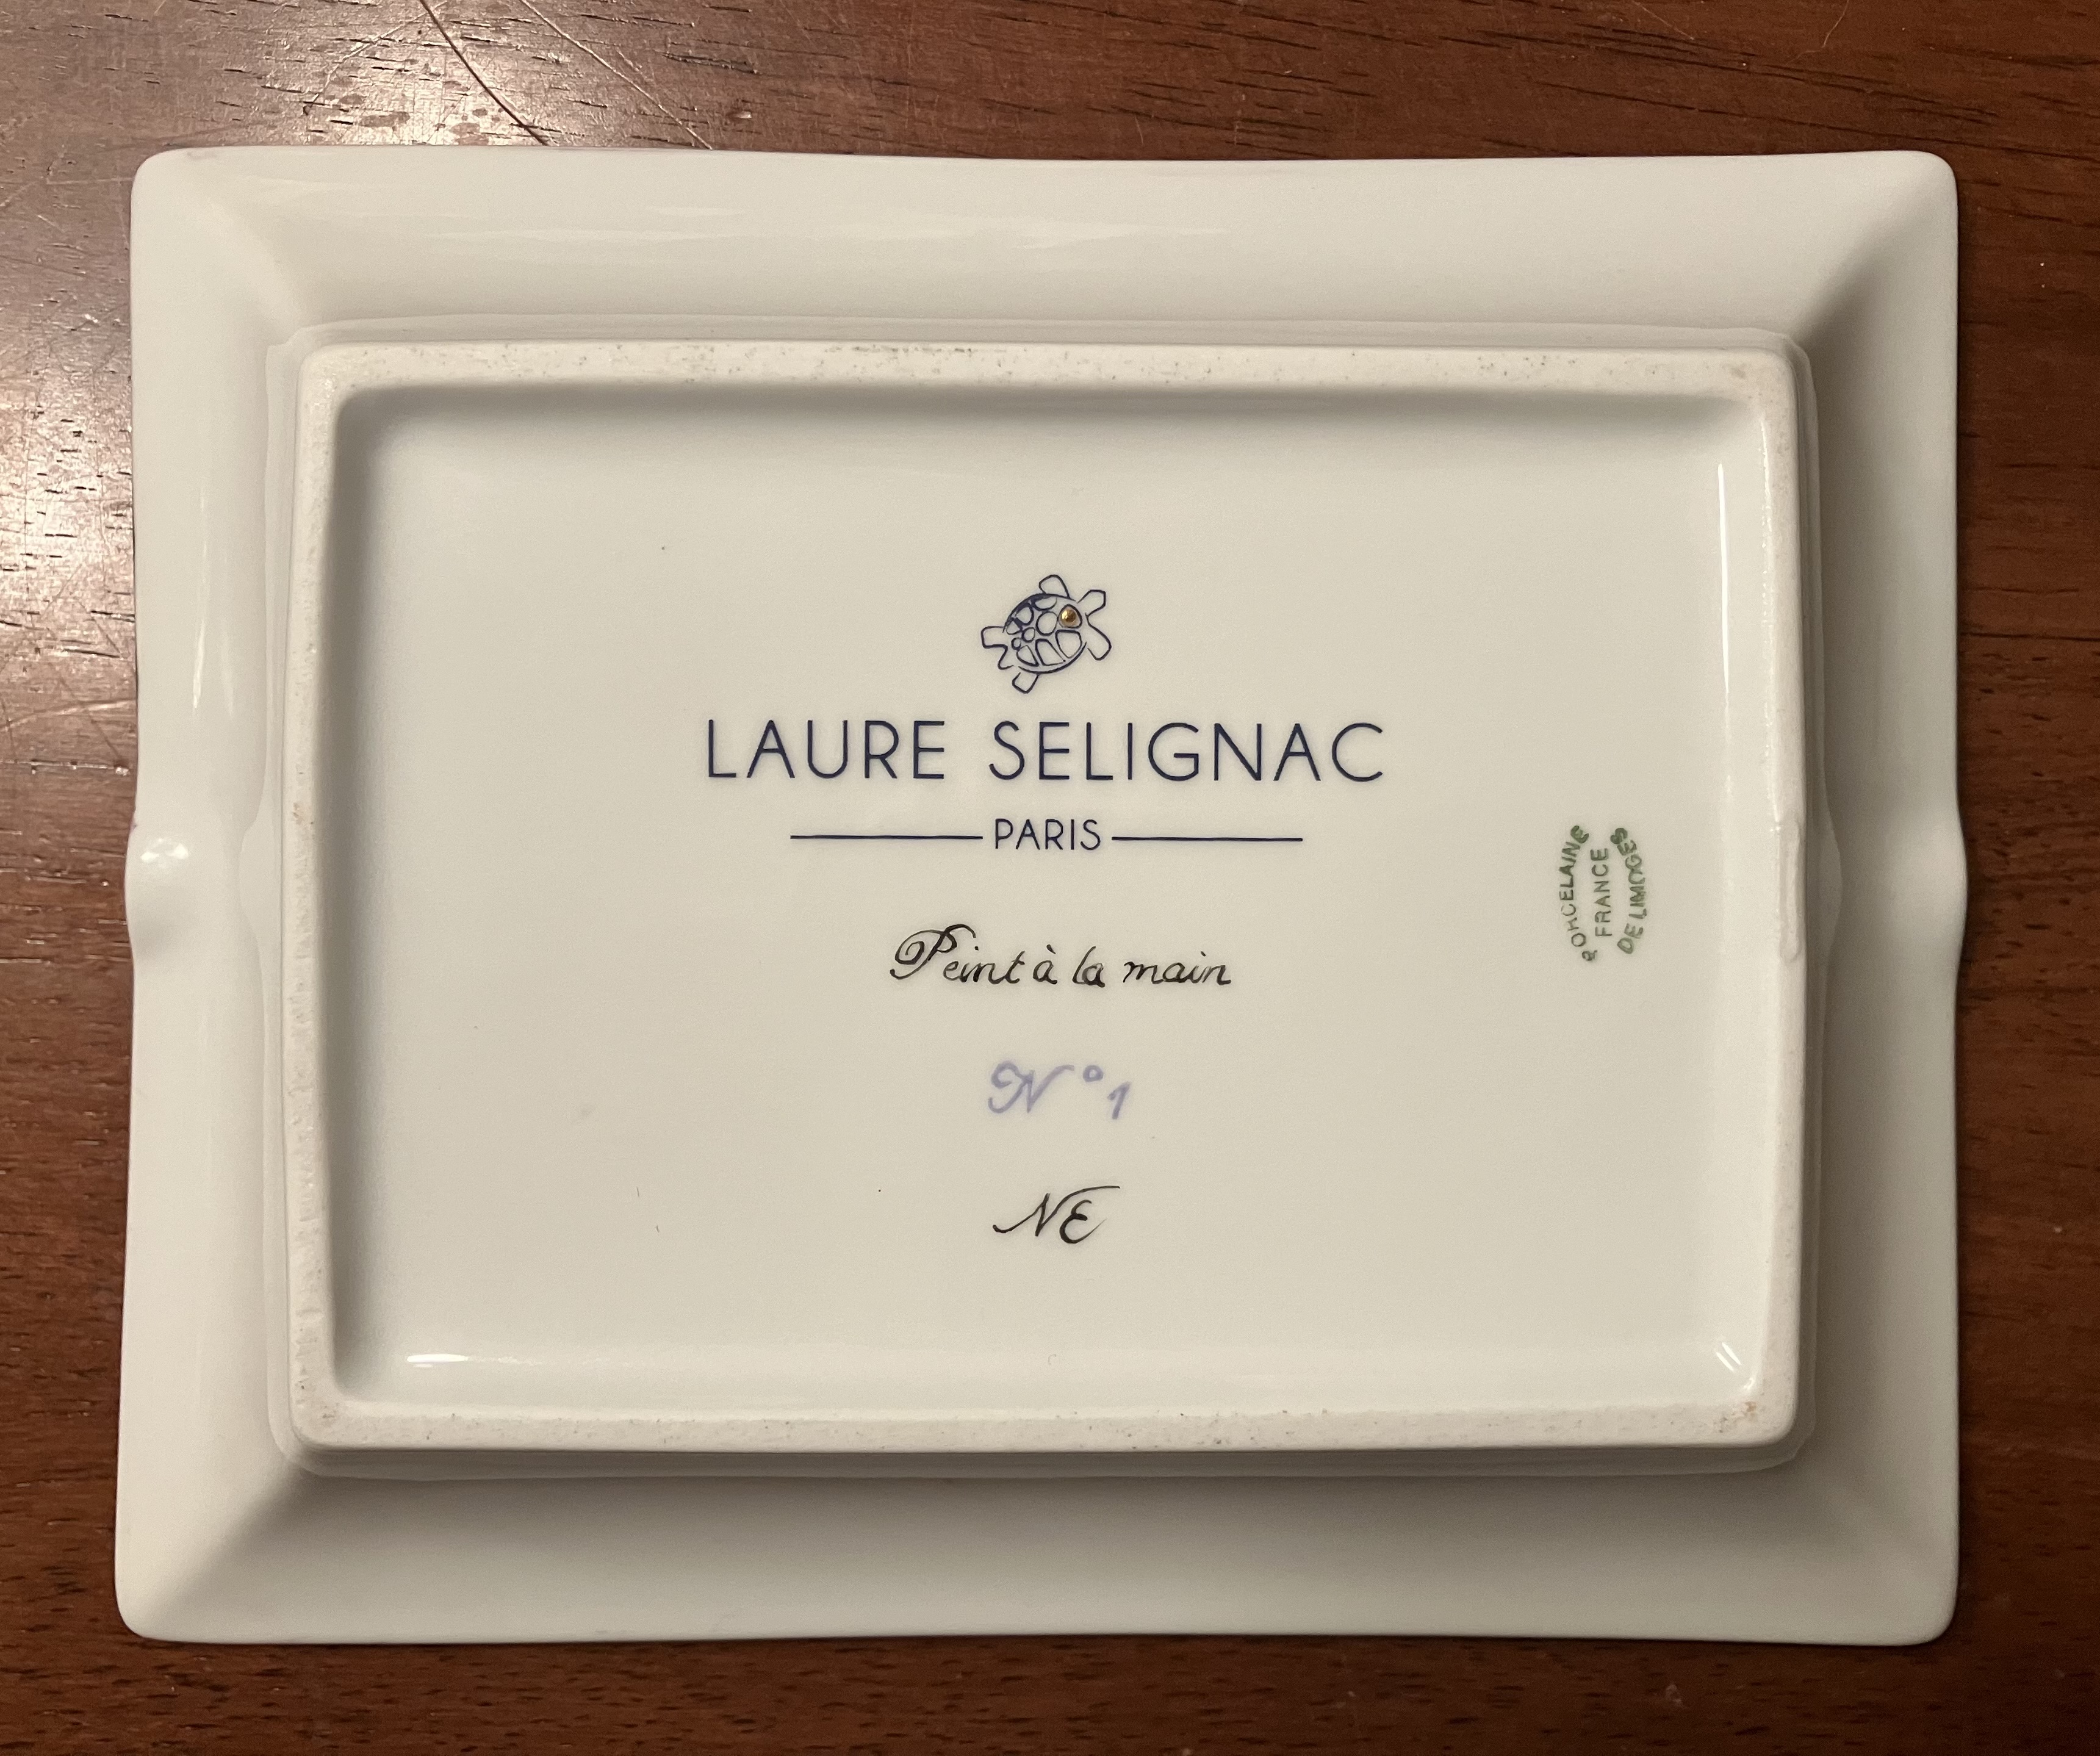 LAURE SELIGNAC
PARIS
Peint à la main
N°1
NE
PORCELAINE
FRANCE
DE LIMOGES